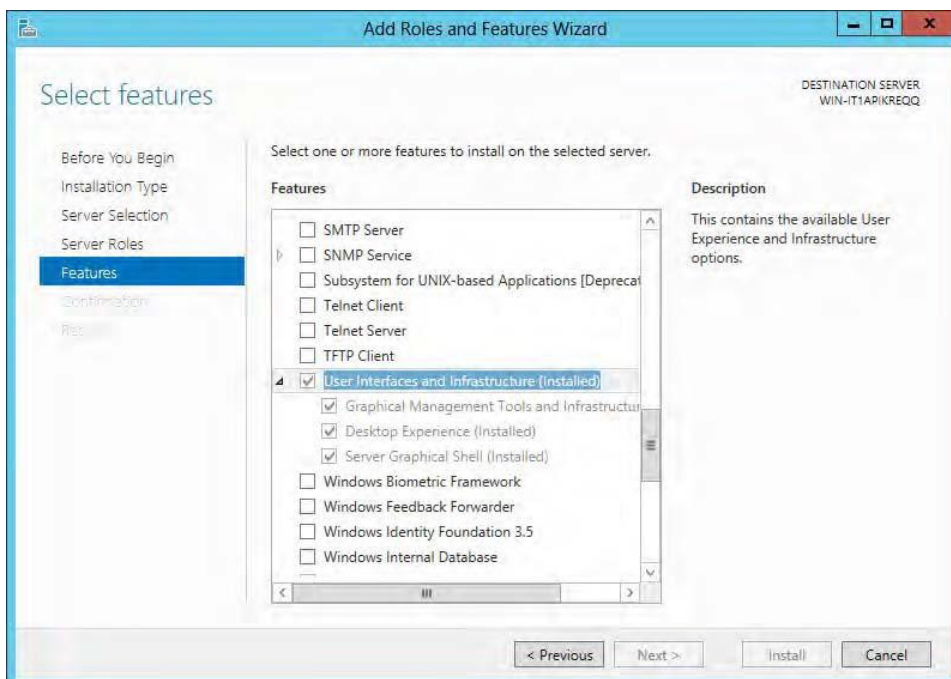 Add Roles and Features Wizard
Select features
DESTINATION SERVER
WIN-IT1APIKREQQ
Before You Begin
Installation Type
Server Selection
Server Roles
Features
Confirmation
Select one or more features to install on the selected server.
Features
SMTP Server
SNMP Service
Subsystem for UNIX-based Applications [Deprecat
Telnet Client
Telnet Server
TFTP Client
User Interfaces and Infrastructure (Installed)
Graphical Management Tools and Infrastructur
Desktop Experience (Installed)
Server Graphical Shell (Installed)
Windows Biometric Framework
Windows Feedback Forwarder
Windows Identity Foundation 3.5
Windows Internal Database
Description
This contains the available User
Experience and Infrastructure
options.
< Previous
Next >
Install
Cancel